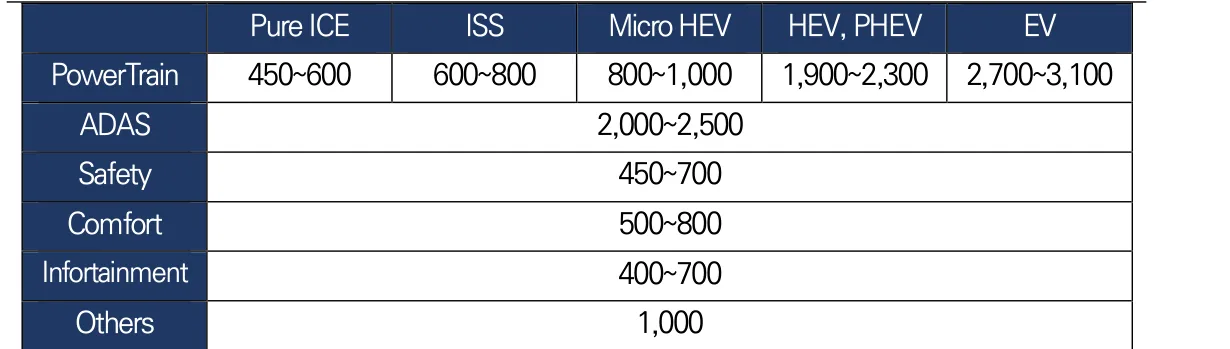 Pure ICE ISS Micro HEV HEV, PHEV EV
PowerTrain 450~600 600~800 800~1,000 1,900~2,300 2,700~3,100
ADAS 2,000~2,500
Safety 450~700
Comfort 500~800
Infortainment 400~700
Others 1,000